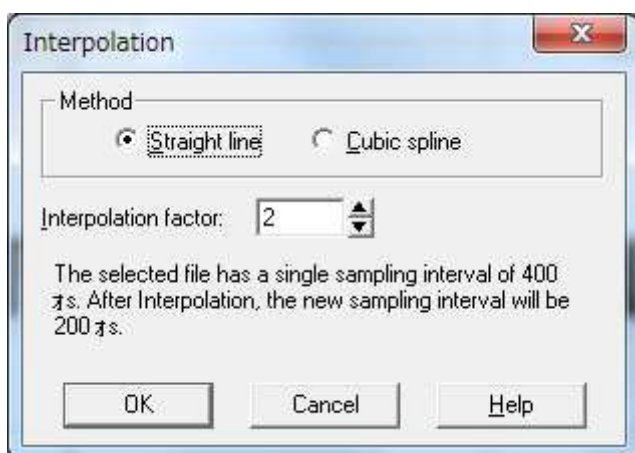 Interpolation
Method
Straight line
Cubic spline
Interpolation factor:
2
The selected file has a single sampling interval of 400
ｵs. After Interpolation, the new sampling interval will be
200 ｵs.
OK
Cancel
Help